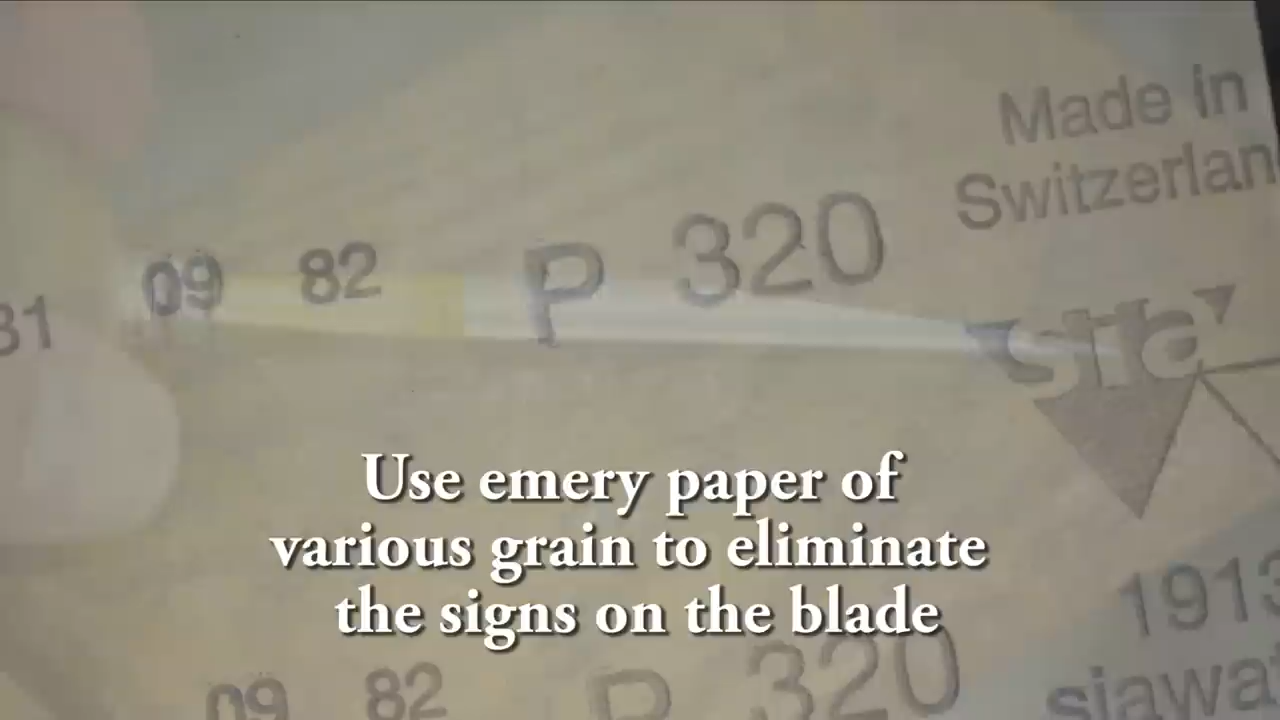 Made in
Switzerlan
09 82 P 320
31
sia
Use emery paper of
various grain to eliminate
the signs on the blade
1913
09 82 P 320
siawa